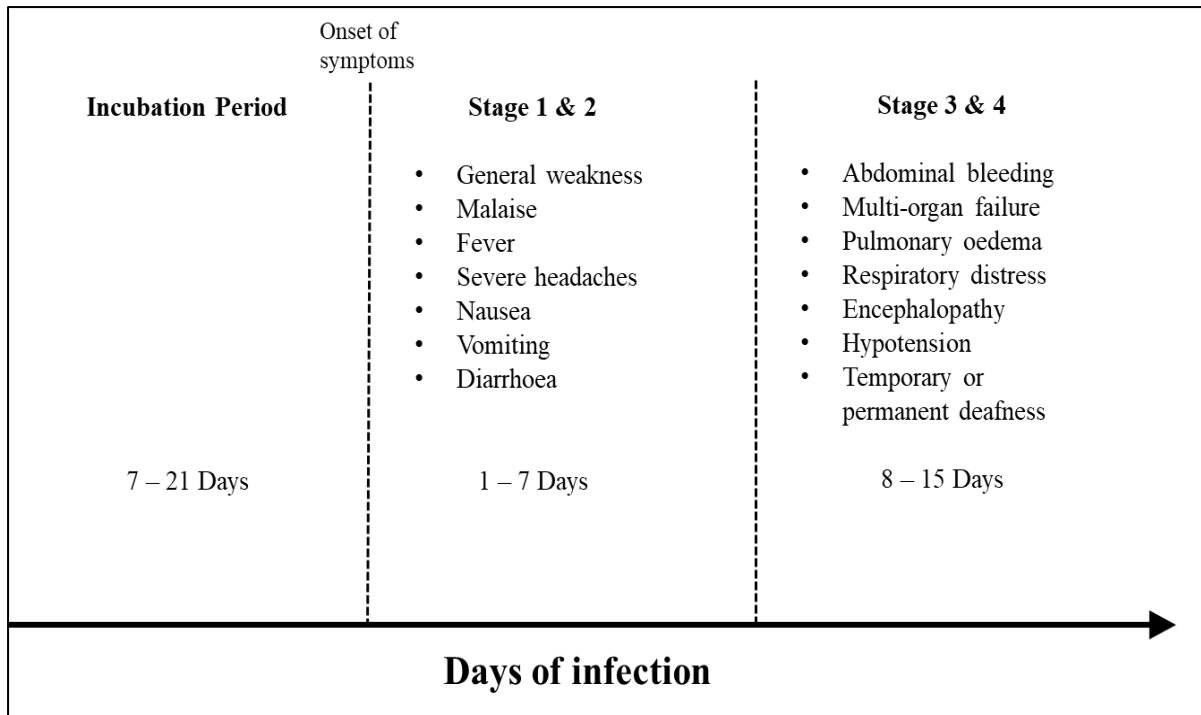 Onset of
symptoms
Incubation Period
Stage 1 & 2
Stage 3 & 4
• General weakness
• Malaise
• Fever
• Severe headaches
• Nausea
• Vomiting
• Diarrhoea
• Abdominal bleeding
• Multi-organ failure
• Pulmonary oedema
• Respiratory distress
• Encephalopathy
• Hypotension
• Temporary or
permanent deafness
7 – 21 Days
1 – 7 Days
8 – 15 Days
Days of infection